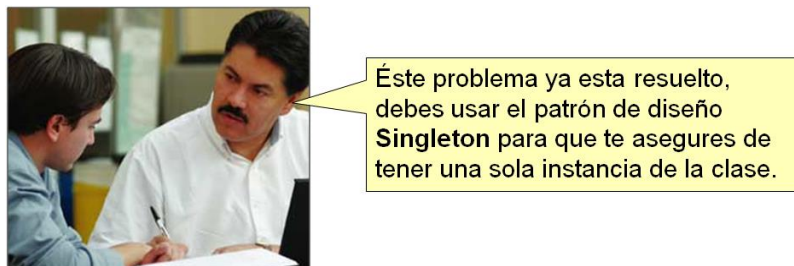 Éste problema ya esta resuelto,
debes usar el patrón de diseño
Singleton para que te asegures de
tener una sola instancia de la clase.